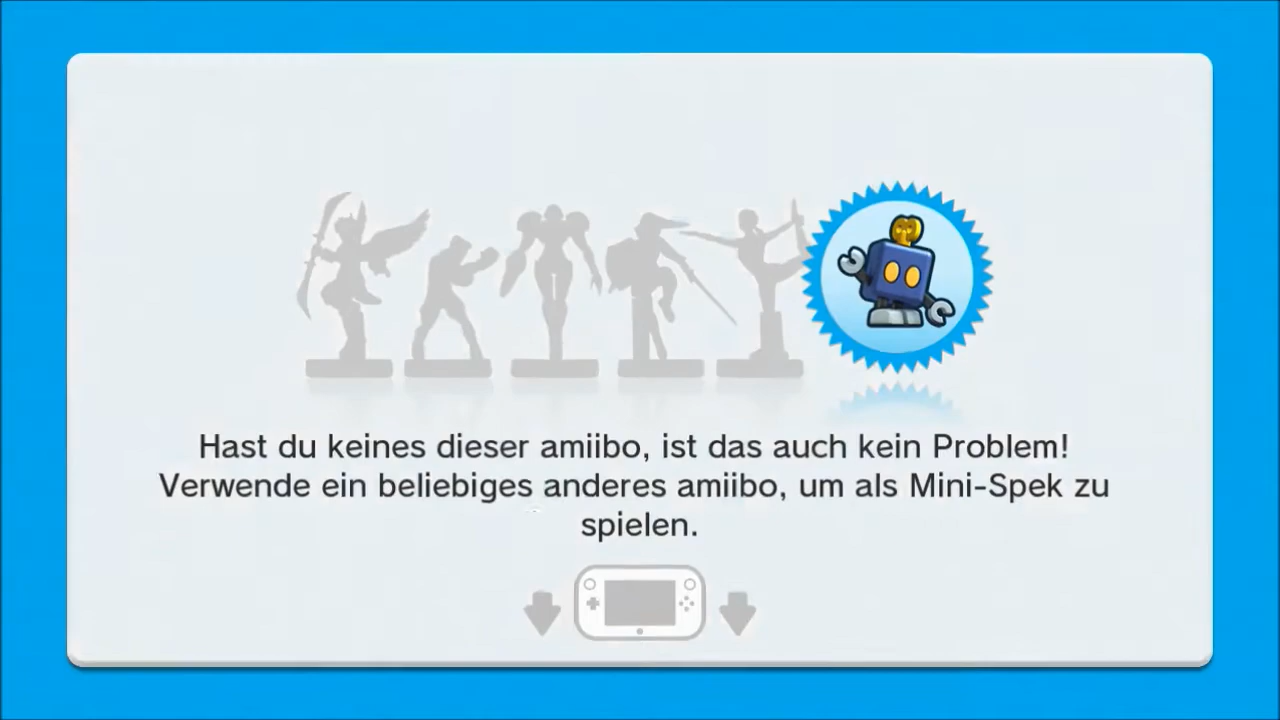 Hast du keines dieser amiibo, ist das auch kein Problem!
Verwende ein beliebiges anderes amiibo, um als Mini-Spek zu
spielen.